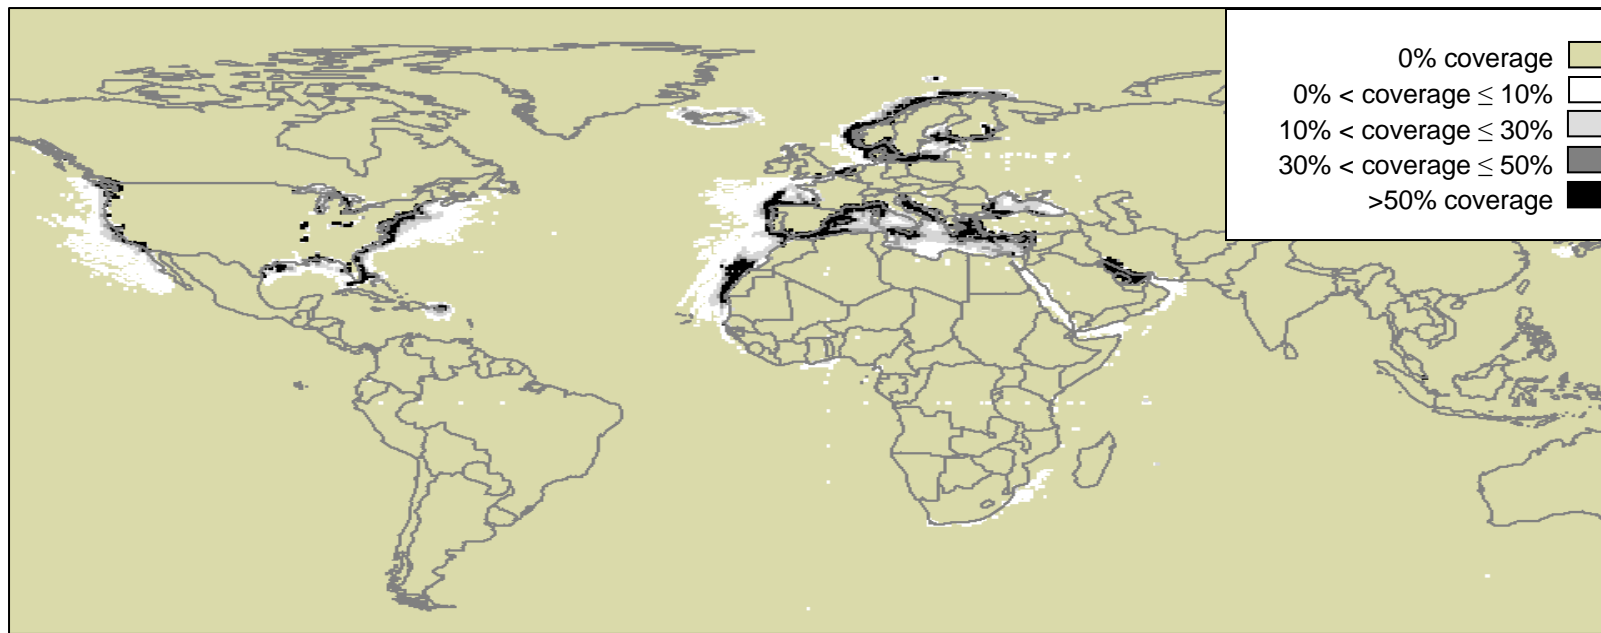 0% coverage
0% < coverage ≤ 10%
10% < coverage ≤ 30%
30% < coverage ≤ 50%
>50% coverage